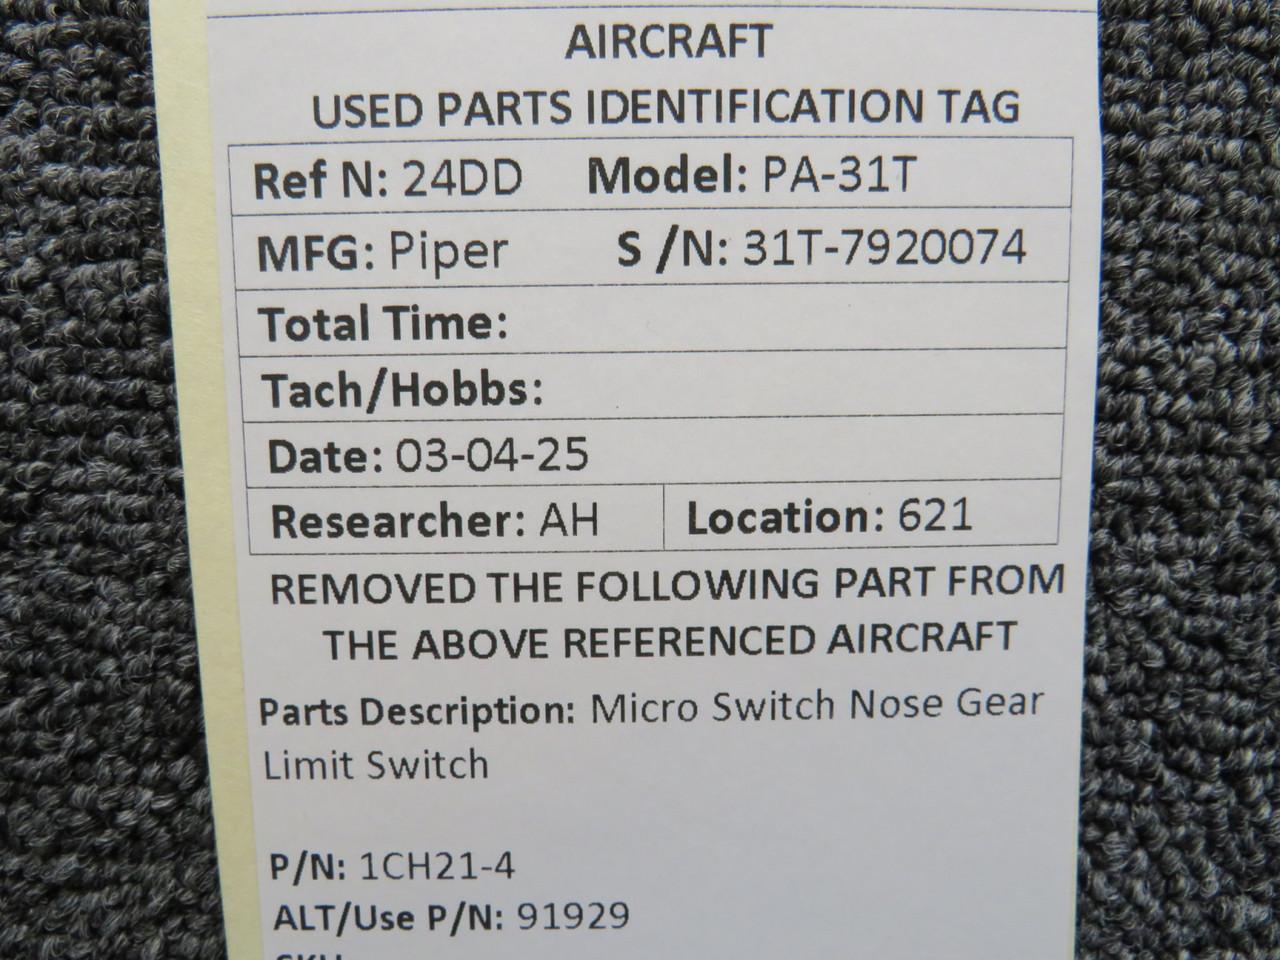 AIRCRAFT
USED PARTS IDENTIFICATION TAG
Ref N: 24DD Model: PA-31T
MFG: Piper S /N: 31T-7920074
Total Time:
Tach/Hobbs:
Date: 03-04-25
Researcher: AH Location: 621
REMOVED THE FOLLOWING PART FROM
THE ABOVE REFERENCED AIRCRAFT
Parts Description: Micro Switch Nose Gear
Limit Switch
P/N: 1CH21-4
ALT/Use P/N: 91929